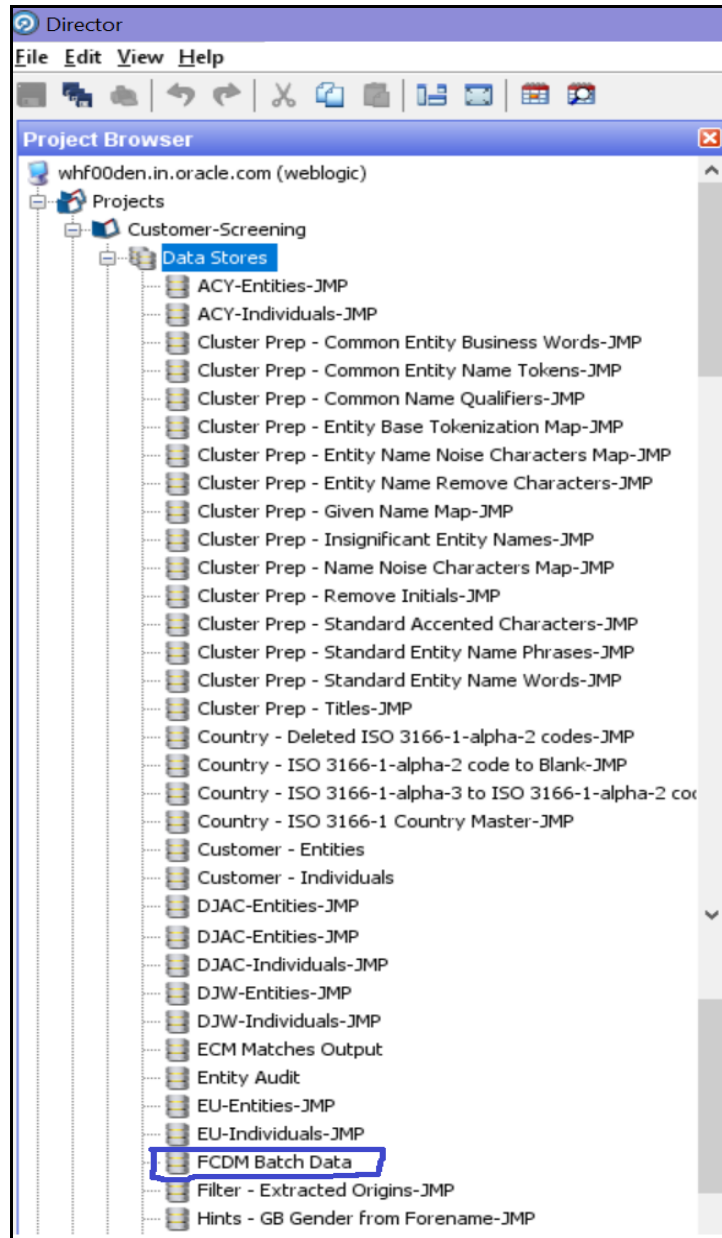 Director
File Edit View Help
Project Browser
whf00den.in.oracle.com (weblogic)
Projects
Customer-Screening
Data Stores
ACY-Entities-JMP
ACY-Individuals-JMP
Cluster Prep - Common Entity Business Words-JMP
Cluster Prep - Common Entity Name Tokens-JMP
Cluster Prep - Common Name Qualifiers-JMP
Cluster Prep - Entity Base Tokenization Map-JMP
Cluster Prep - Entity Name Noise Characters Map-JMP
Cluster Prep - Entity Name Remove Characters-JMP
Cluster Prep - Given Name Map-JMP
Cluster Prep - Insignificant Entity Names-JMP
Cluster Prep - Name Noise Characters Map-JMP
Cluster Prep - Remove Initials-JMP
Cluster Prep - Standard Accented Characters-JMP
Cluster Prep - Standard Entity Name Phrases-JMP
Cluster Prep - Standard Entity Name Words-JMP
Cluster Prep - Titles-JMP
Country - Deleted ISO 3166-1-alpha-2 codes-JMP
Country - ISO 3166-1-alpha-2 code to Blank-JMP
Country - ISO 3166-1-alpha-3 to ISO 3166-1-alpha-2 co
Country - ISO 3166-1 Country Master-JMP
Customer - Entities
Customer - Individuals
DJAC-Entities-JMP
DJAC-Entities-JMP
DJAC-Individuals-JMP
DJW-Entities-JMP
DJW-Individuals-JMP
ECM Matches Output
Entity Audit
EU-Entities-JMP
EU-Individuals-JMP
FCDM Batch Data
Filter - Extracted Origins-JMP
Hints - GB Gender from Forename-JMP